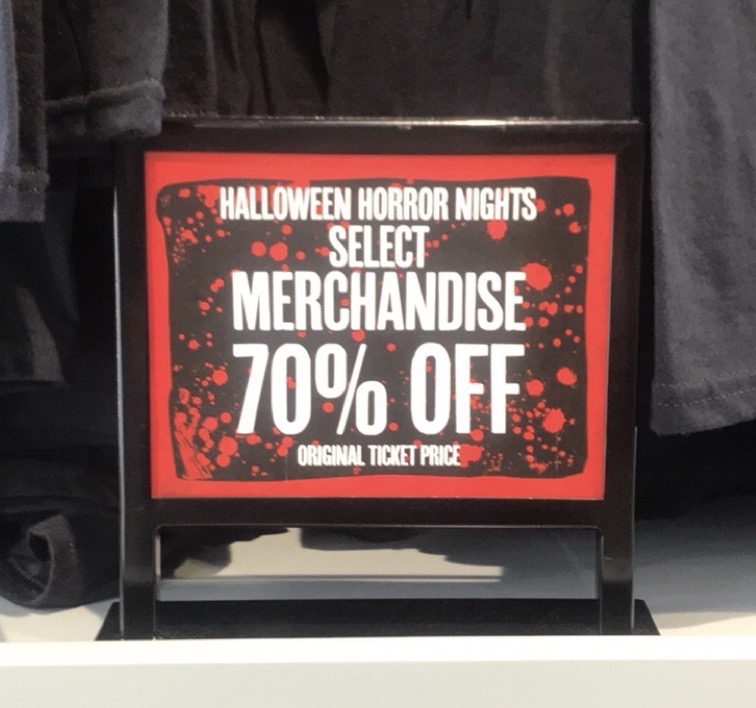 HALLOWEEN HORROR NIGHTS
SELECT
MERCHANDISE
70% OFF
ORIGINAL TICKET PRICE